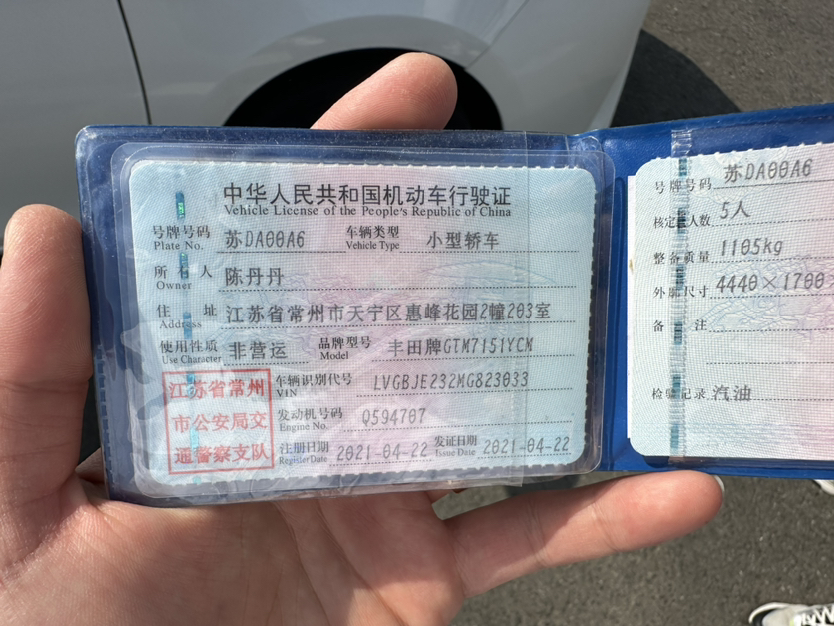 中华人民共和国机动车行驶证
Vehicle License of the People's Republic of China
号牌号码 苏DA00A6 车辆类型 小型轿车
Plate No. Vehicle Type
所有人 陈丹丹
Owner
住址 江苏省常州市天宁区惠峰花园2幢203室
Address
使用性质 非营运 品牌型号 丰田牌GTM7151YCM
Use Character Model
江苏省常州
市公安局交
通警察支队
车辆识别代号 LVGBJE232MG823033
VIN
发动机号码 Q594707
Engine No.
注册日期 2021-04-22 发证日期 2021-04-22
Register Date Issue Date
号牌号码 苏DA00A6
核定人数 5人
整备质量 1105kg
外廓尺寸 4440×1700
备注
检验记录 汽油